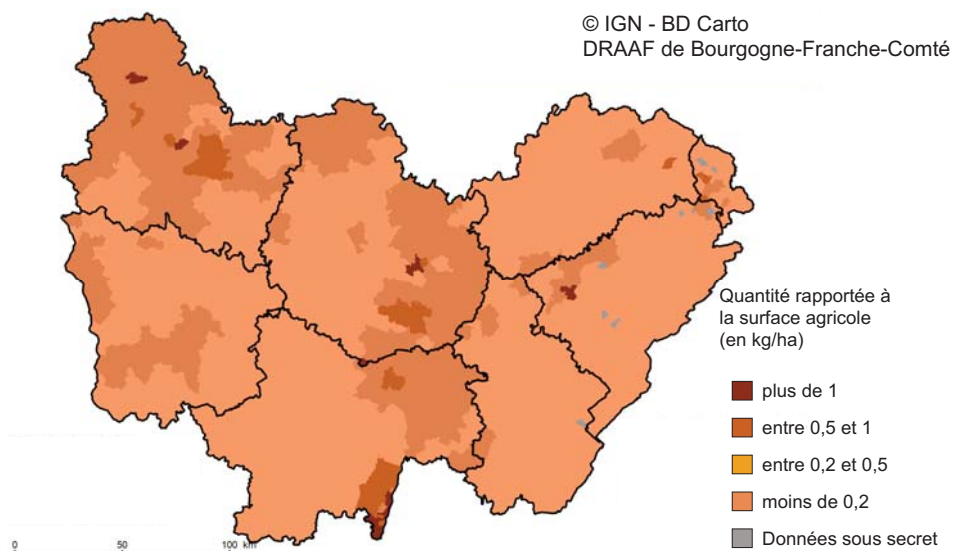 © IGN - BD Carto
DRAAF de Bourgogne-Franche-Comté
Quantité rapportée à
la surface agricole
(en kg/ha)
plus de 1
entre 0,5 et 1
entre 0,2 et 0,5
moins de 0,2
Données sous secret
0 50 100 km